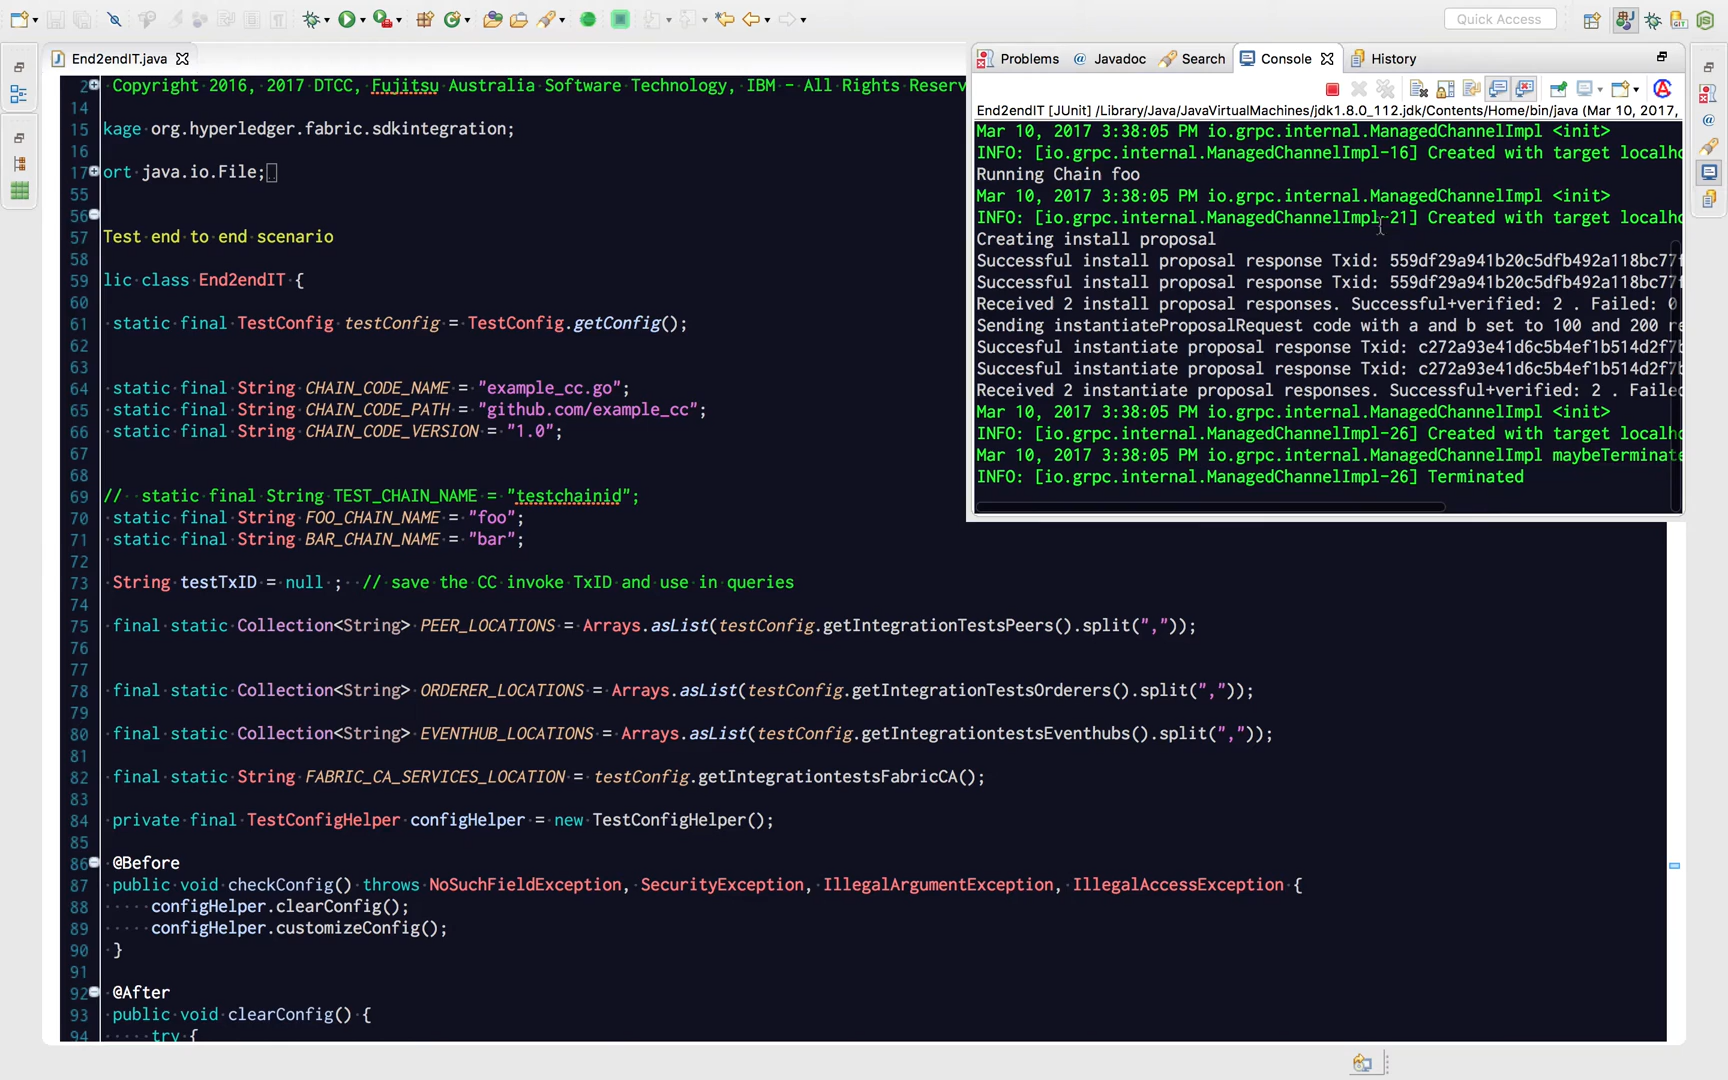 Quick Access
End2endIT.java
Copyright 2016, 2017 DTCC, Fujitsu Australia Software Technology, IBM - All Rights Reserv
14
15 kage org.hyperledger.fabric.sdkintegration;
16
17 ort java.io.File;
55
56
57 Test end to end scenario
59 lic class End2endIT {
60
61 static final TestConfig testConfig = TestConfig.getConfig();
62
63
64 static final String CHAIN_CODE_NAME = "example_cc.go";
65 static final String CHAIN_CODE_PATH = "github.com/example_cc";
66 static final String CHAIN_CODE_VERSION = "1.0";
67
68
69 // static final String TEST_CHAIN_NAME = "testchainid";
70 static final String FOO_CHAIN_NAME = "foo";
71 static final String BAR_CHAIN_NAME = "bar";
72
73 String testTxID = null ; // save the CC invoke TxID and use in queries
74
75 final static Collection<String> PEER_LOCATIONS = Arrays.asList(testConfig.getIntegrationTestsPeers().split(","));
76
77
78 final static Collection<String> ORDERER_LOCATIONS = Arrays.asList(testConfig.getIntegrationTestsOrderers().split(","));
79
80 final static Collection<String> EVENTHUB_LOCATIONS = Arrays.asList(testConfig.getIntegrationtestsEventhubs().split(","));
81
82 final static String FABRIC_CA_SERVICES_LOCATION = testConfig.getIntegrationtestsFabricCA();
83
84 private final TestConfigHelper configHelper = new TestConfigHelper();
85
86 @Before
87 public void checkConfig() throws NoSuchFieldException, SecurityException, IllegalArgumentException, IllegalAccessException {
88 configHelper.clearConfig();
89 configHelper.customizeConfig();
90 }
91
92 @After
93 public void clearConfig() {
94 try {
Problems @ Javadoc Search Console History
End2endIT [JUnit] /Library/Java/JavaVirtualMachines/jdk1.8.0_112.jdk/Contents/Home/bin/java (Mar 10, 2017,
Mar 10, 2017 3:38:05 PM io.grpc.internal.ManagedChannelImpl <init>
INFO: [io.grpc.internal.ManagedChannelImpl-16] Created with target localho
Running Chain foo
Mar 10, 2017 3:38:05 PM io.grpc.internal.ManagedChannelImpl <init>
INFO: [io.grpc.internal.ManagedChannelImpl-21] Created with target localho
Creating install proposal
Successful install proposal response Txid: 559df29a941b20c5dfb492a118bc77f
Successful install proposal response Txid: 559df29a941b20c5dfb492a118bc77f
Received 2 install proposal responses. Successful+verified: 2 . Failed: 0
Sending instantiateProposalRequest code with a and b set to 100 and 200 re
Succesful instantiate proposal response Txid: c272a93e41d6c5b4ef1b514d2f7b
Succesful instantiate proposal response Txid: c272a93e41d6c5b4ef1b514d2f7b
Received 2 instantiate proposal responses. Successful+verified: 2 . Failed
Mar 10, 2017 3:38:05 PM io.grpc.internal.ManagedChannelImpl <init>
INFO: [io.grpc.internal.ManagedChannelImpl-26] Created with target localho
Mar 10, 2017 3:38:05 PM io.grpc.internal.ManagedChannelImpl maybeTerminate
INFO: [io.grpc.internal.ManagedChannelImpl-26] Terminated